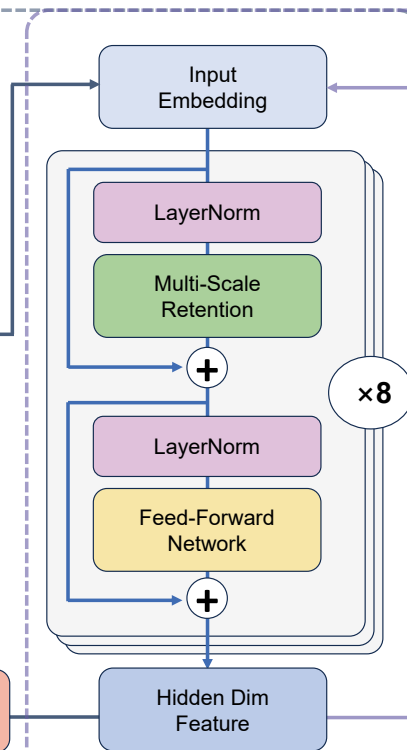 Input
Embedding
LayerNorm
Multi-Scale
Retention
+
×8
LayerNorm
Feed-Forward
Network
+
Hidden Dim
Feature